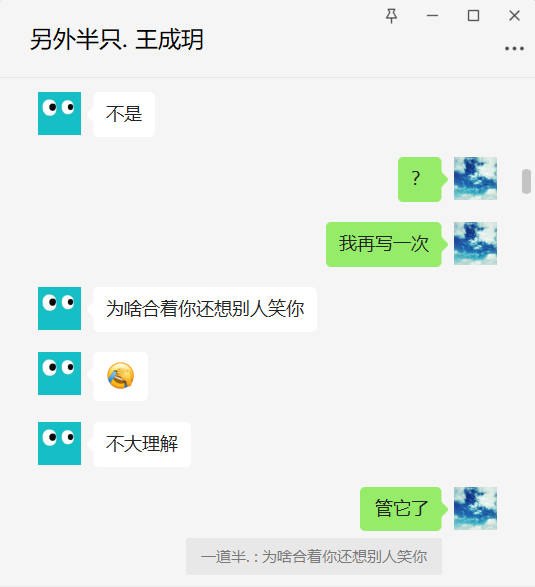 另外半只. 王成玥
不是
？
我再写一次
为啥合着你还想别人笑你
不大理解
管它了
一道半. : 为啥合着你还想别人笑你